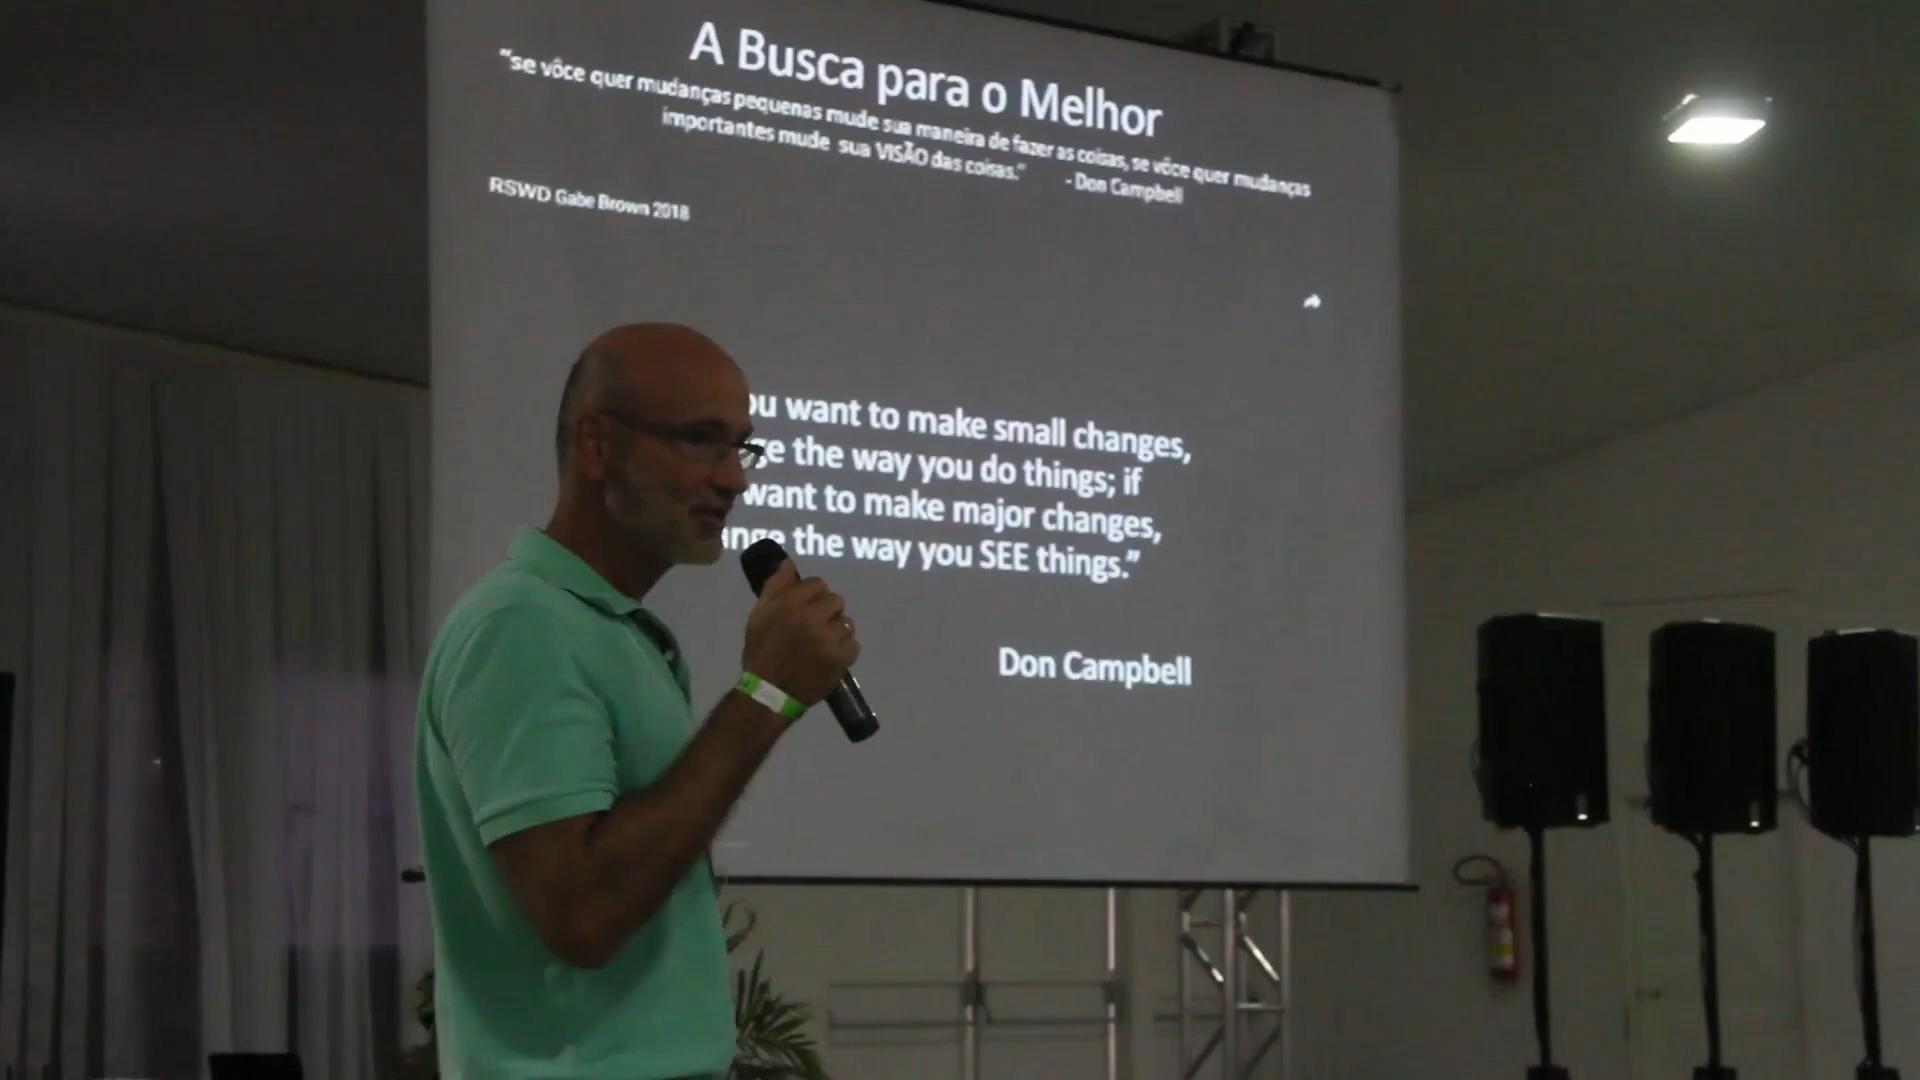 A Busca para o Melhor
"se vôce quer mudanças pequenas mude sua maneira de fazer as coisas, se vôce quer mudanças
importantes mude sua VISÃO das coisas." - Don Campbell
RSWD Gabe Brown 2018
want to make small changes,
the way you do things; if
want to make major changes,
the way you SEE things."
Don Campbell